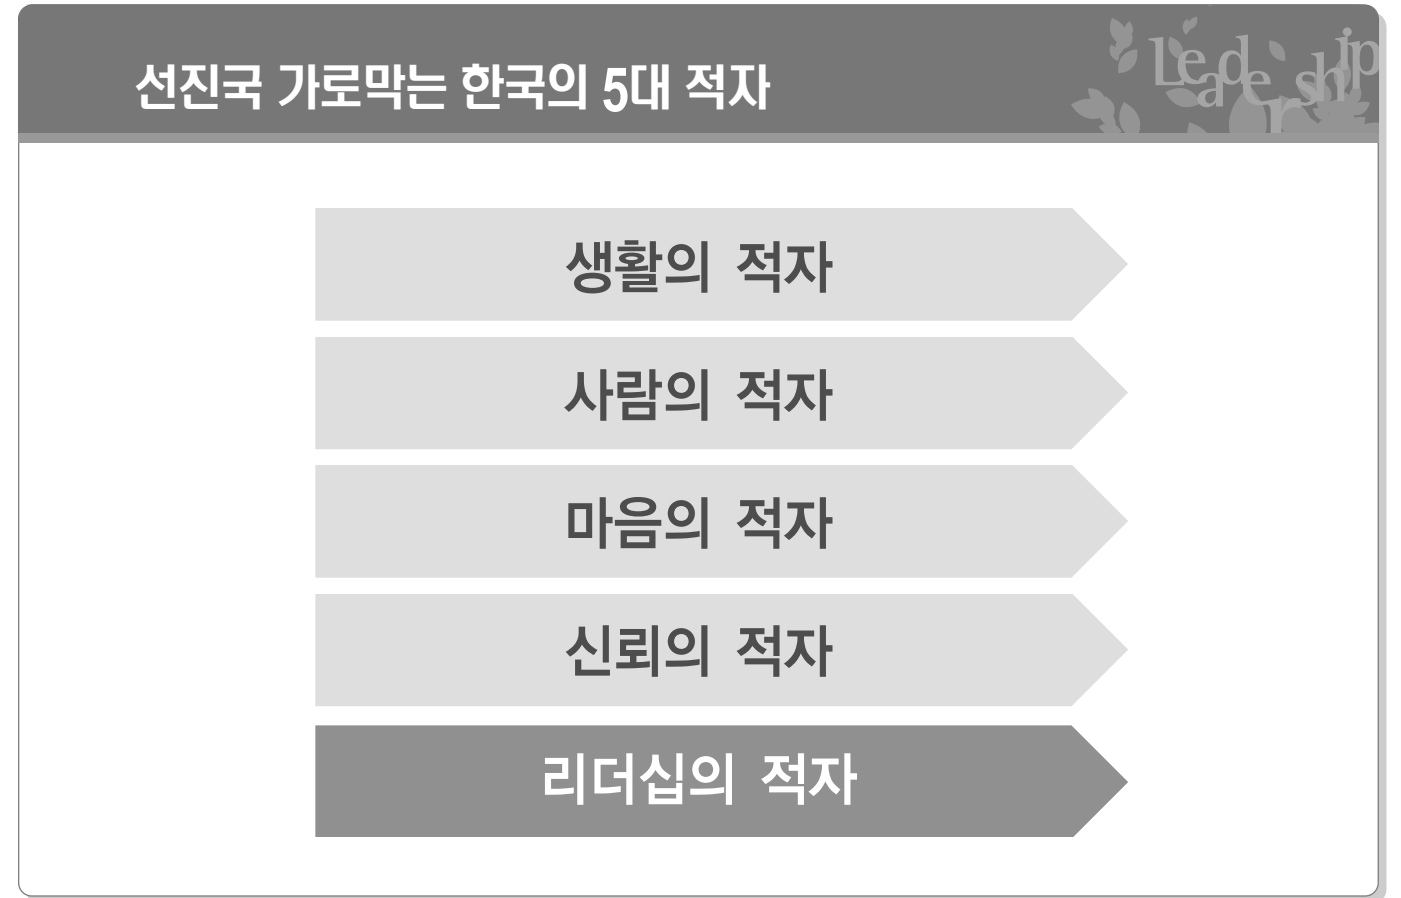 선진국 가로막는 한국의 5대 적자
Leadership
생활의 적자
사람의 적자
마음의 적자
신뢰의 적자
리더십의 적자